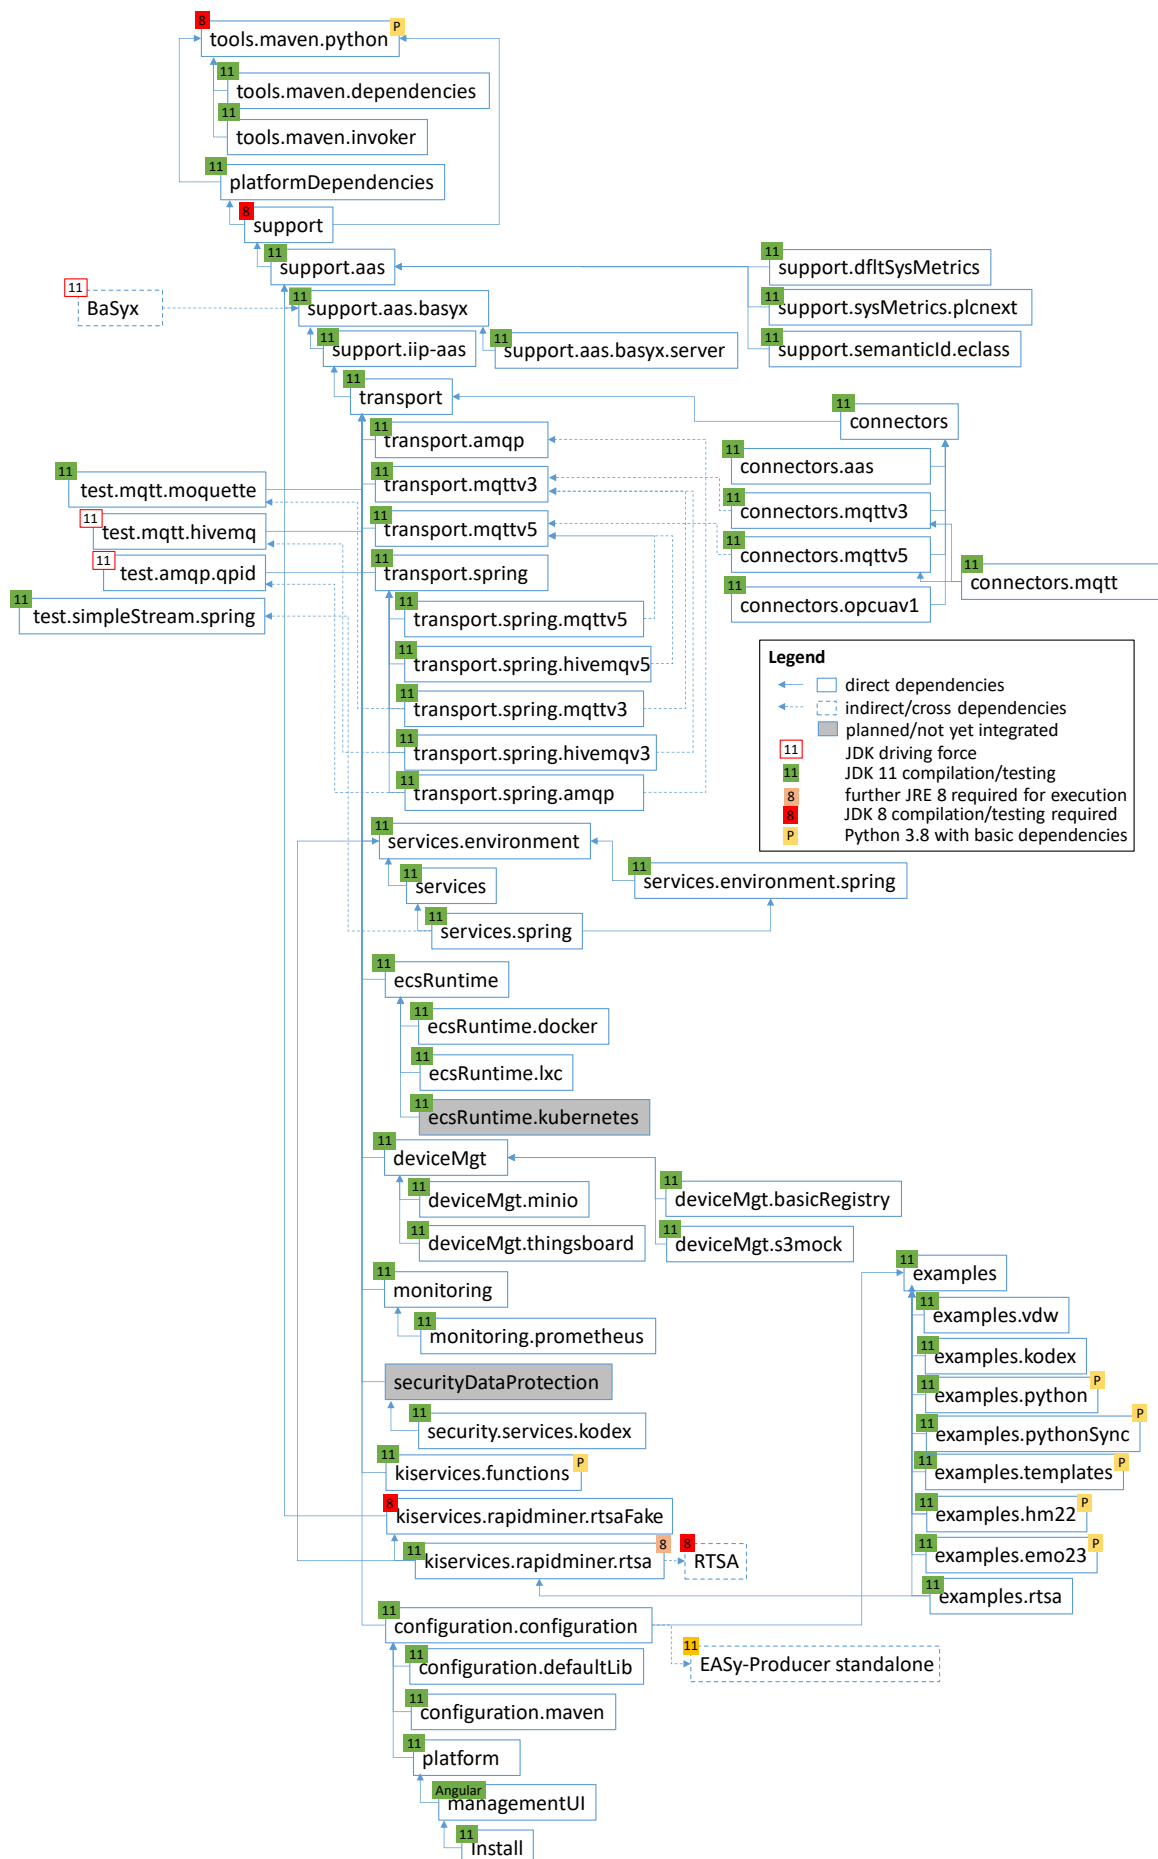 8
P
tools.maven.python
11
tools.maven.dependencies
11
tools.maven.invoker
11
platformDependencies
8
support
11
support.aas
11
support.dfltSysMetrics
11
BaSyx
11
support.aas.basyx
11
support.sysMetrics.plcnext
11
support.iip-aas
11
support.aas.basyx.server
11
support.semanticId.eclass
11
transport
11
connectors
11
transport.amqp
11
connectors.aas
11
test.mqtt.moquette
11
transport.mqttv3
11
connectors.mqttv3
11
test.mqtt.hivemq
11
transport.mqttv5
11
connectors.mqttv5
11
test.amqp.qpid
11
transport.spring
11
connectors.mqtt
11
test.simpleStream.spring
11
transport.spring.mqttv5
11
connectors.opcuav1
11
transport.spring.hivemqv5
11
transport.spring.mqttv3
11
transport.spring.hivemqv3
11
transport.spring.amqp
Legend
direct dependencies
indirect/cross dependencies
planned/not yet integrated
11 JDK driving force
11 JDK 11 compilation/testing
8 further JRE 8 required for execution
8 JDK 8 compilation/testing required
P Python 3.8 with basic dependencies
11
services.environment
11
services.environment.spring
11
services
11
services.spring
11
ecsRuntime
11
ecsRuntime.docker
11
ecsRuntime.lxc
11
ecsRuntime.kubernetes
11
deviceMgt
11
deviceMgt.minio
11
deviceMgt.basicRegistry
11
deviceMgt.thingsboard
11
deviceMgt.s3mock
11
monitoring
11
monitoring.prometheus
securityDataProtection
11
security.services.kodex
11
P
kiservices.functions
8
kiservices.rapidminer.rtsaFake
11
8
kiservices.rapidminer.rtsa
8
RTSA
11
examples
11
examples.vdw
11
examples.kodex
11
P
examples.python
11
P
examples.pythonSync
11
P
examples.templates
11
P
examples.hm22
11
P
examples.emo23
11
examples.rtsa
11
configuration.configuration
11
EASy-Producer standalone
11
configuration.defaultLib
11
configuration.maven
11
platform
Angular
managementUI
11
Install